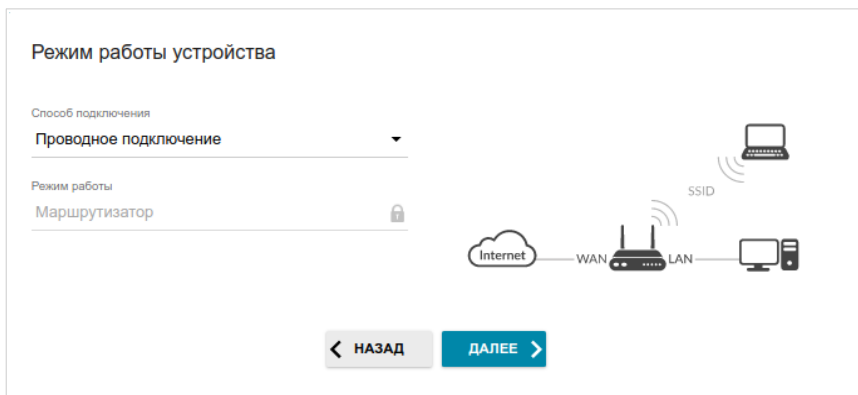 Режим работы устройства
Способ подключения
Проводное подключение
Режим работы
Маршрутизатор
SSID
Internet
WAN
LAN
НАЗАД
ДАЛЕЕ